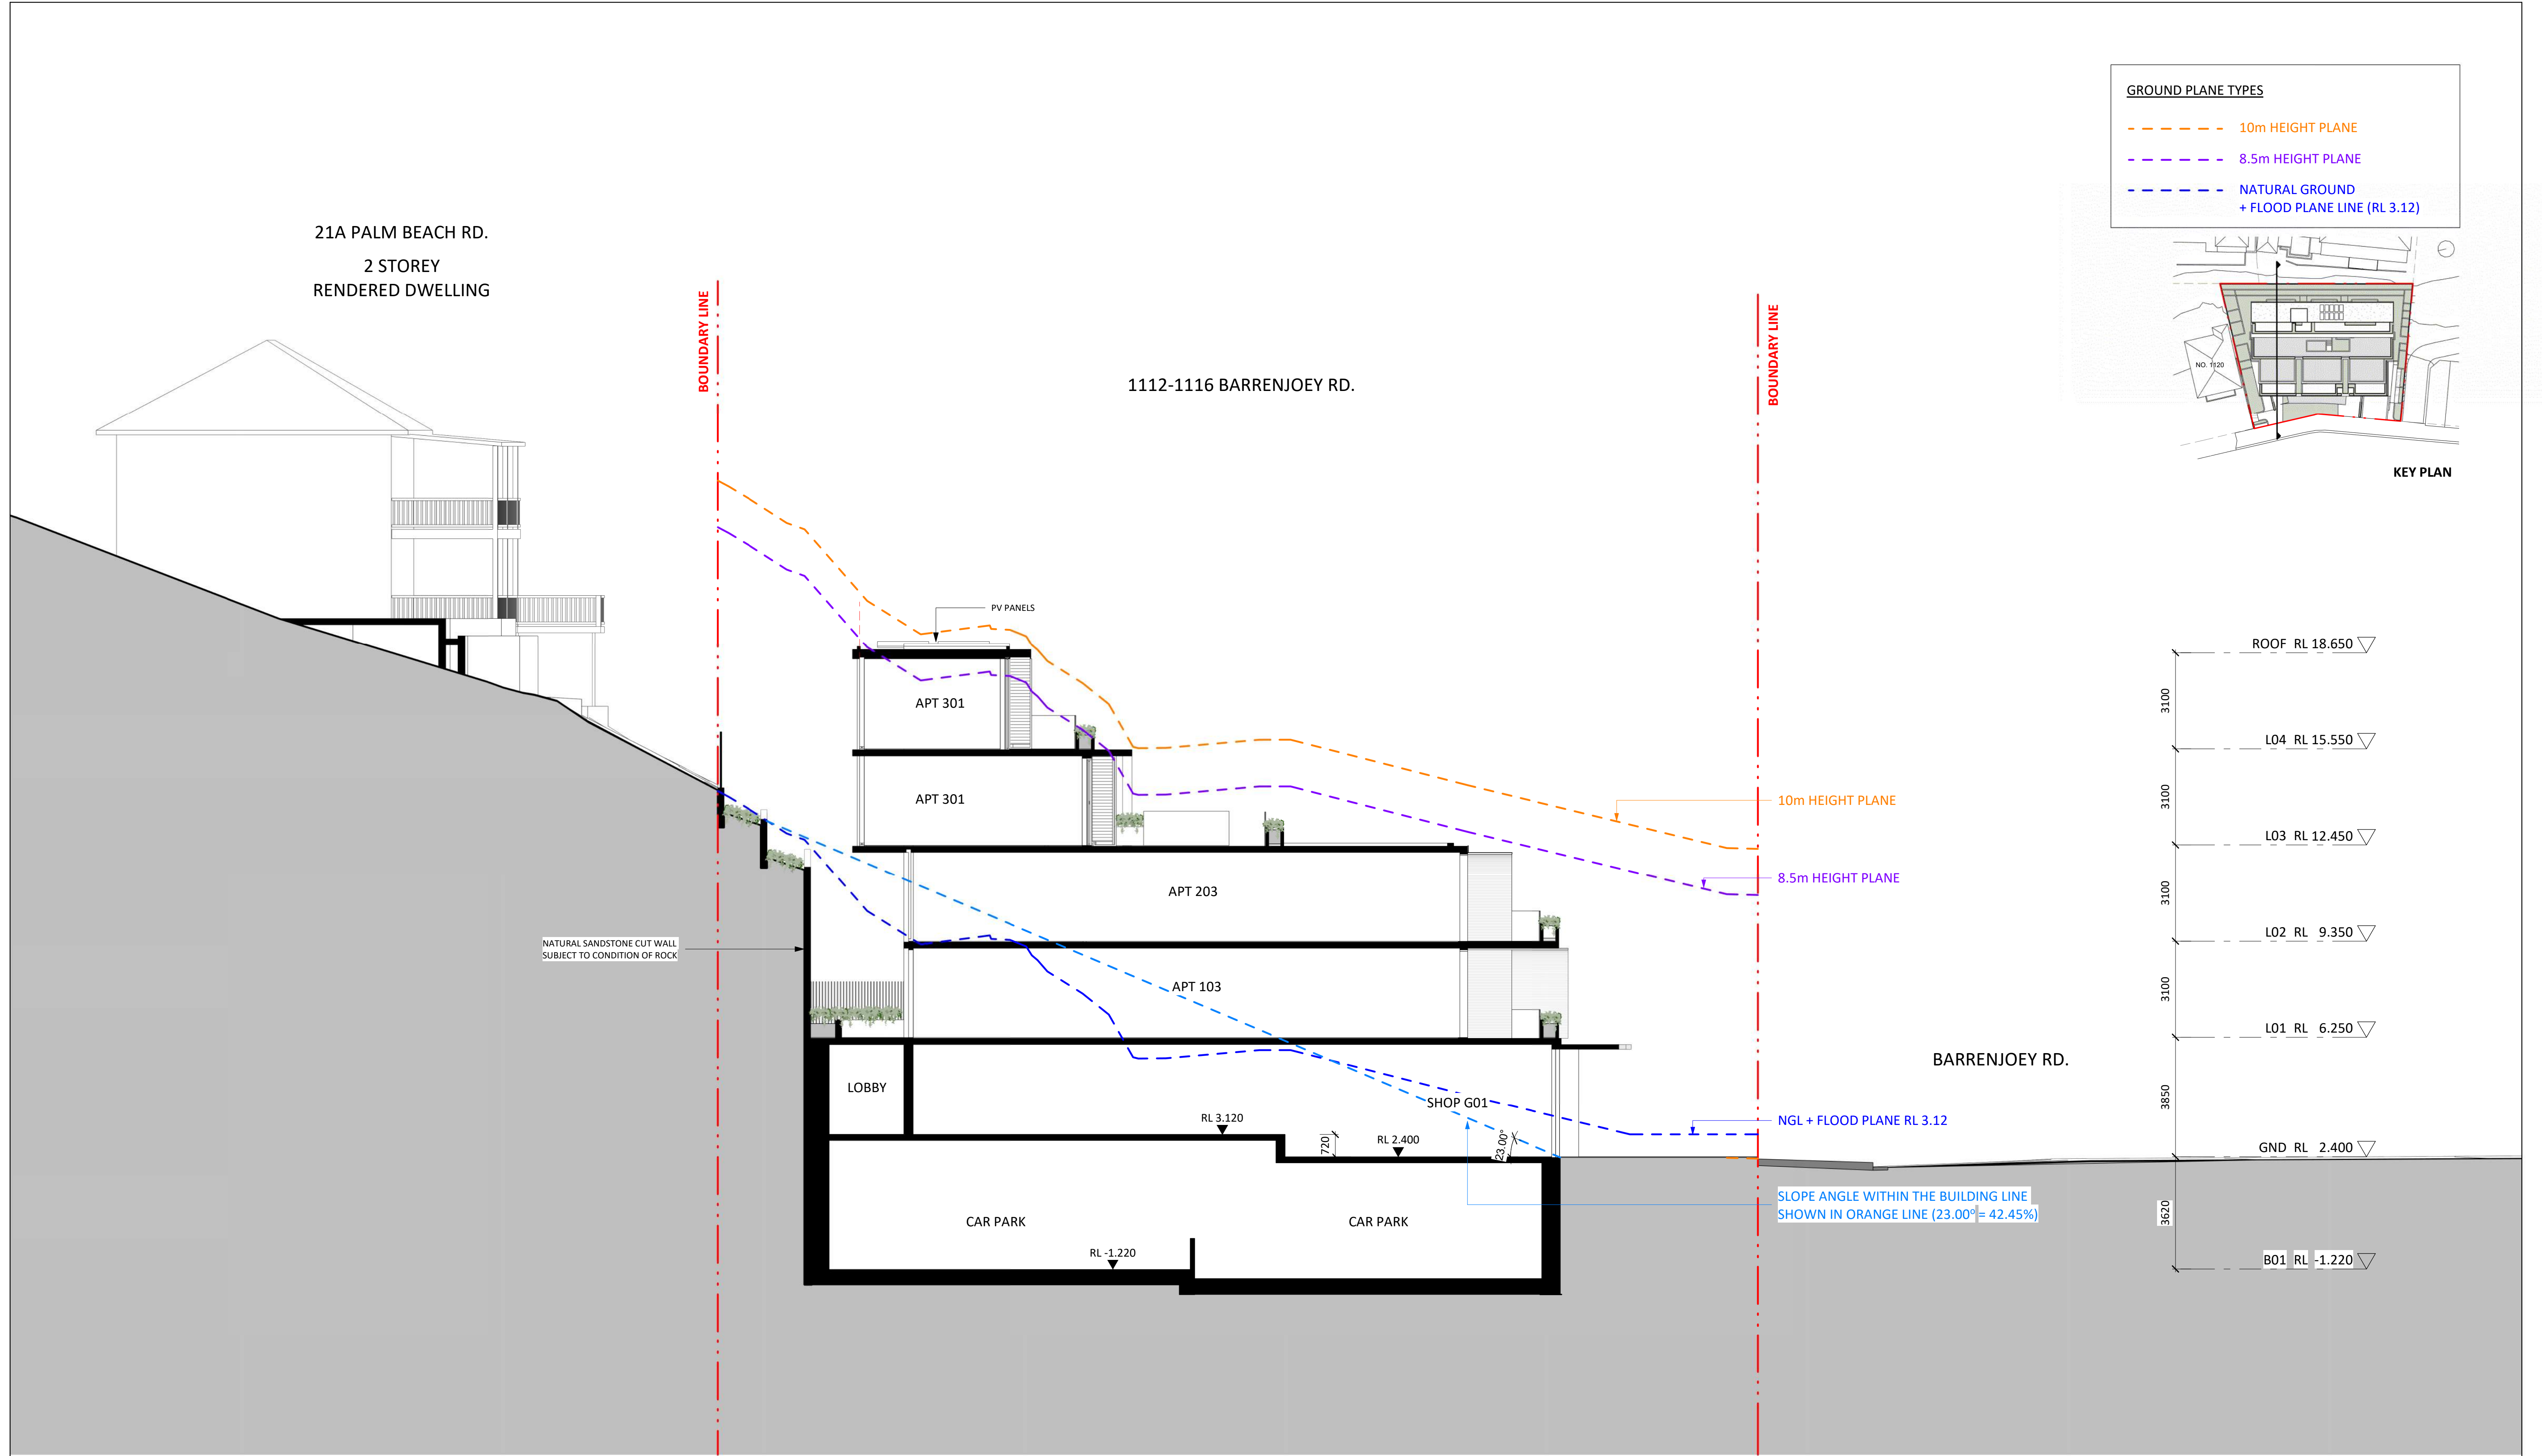 GROUND PLANE TYPES
10m HEIGHT PLANE
8.5m HEIGHT PLANE
NATURAL GROUND
+ FLOOD PLANE LINE (RL 3.12)
21A PALM BEACH RD.
2 STOREY
RENDERED DWELLING
BOUNDARY LINE
BOUNDARY LINE
1112-1116 BARRENJOEY RD.
NO. 1120
KEY PLAN
PV PANELS
ROOF RL 18.650
3100
APT 301
L04 RL 15.550
3100
APT 301
10m HEIGHT PLANE
L03 RL 12.450
3100
8.5m HEIGHT PLANE
APT 203
L02 RL 9.350
NATURAL SANDSTONE CUT WALL
SUBJECT TO CONDITION OF ROCK
3100
APT 103
L01 RL 6.250
BARRENJOEY RD.
LOBBY
3850
SHOP G01
RL 3.120
NGL + FLOOD PLANE RL 3.12
720
RL 2.400
23.00°
GND RL 2.400
SLOPE ANGLE WITHIN THE BUILDING LINE
SHOWN IN ORANGE LINE (23.00° = 42.45%)
3620
CAR PARK
CAR PARK
RL -1.220
B01 RL -1.220